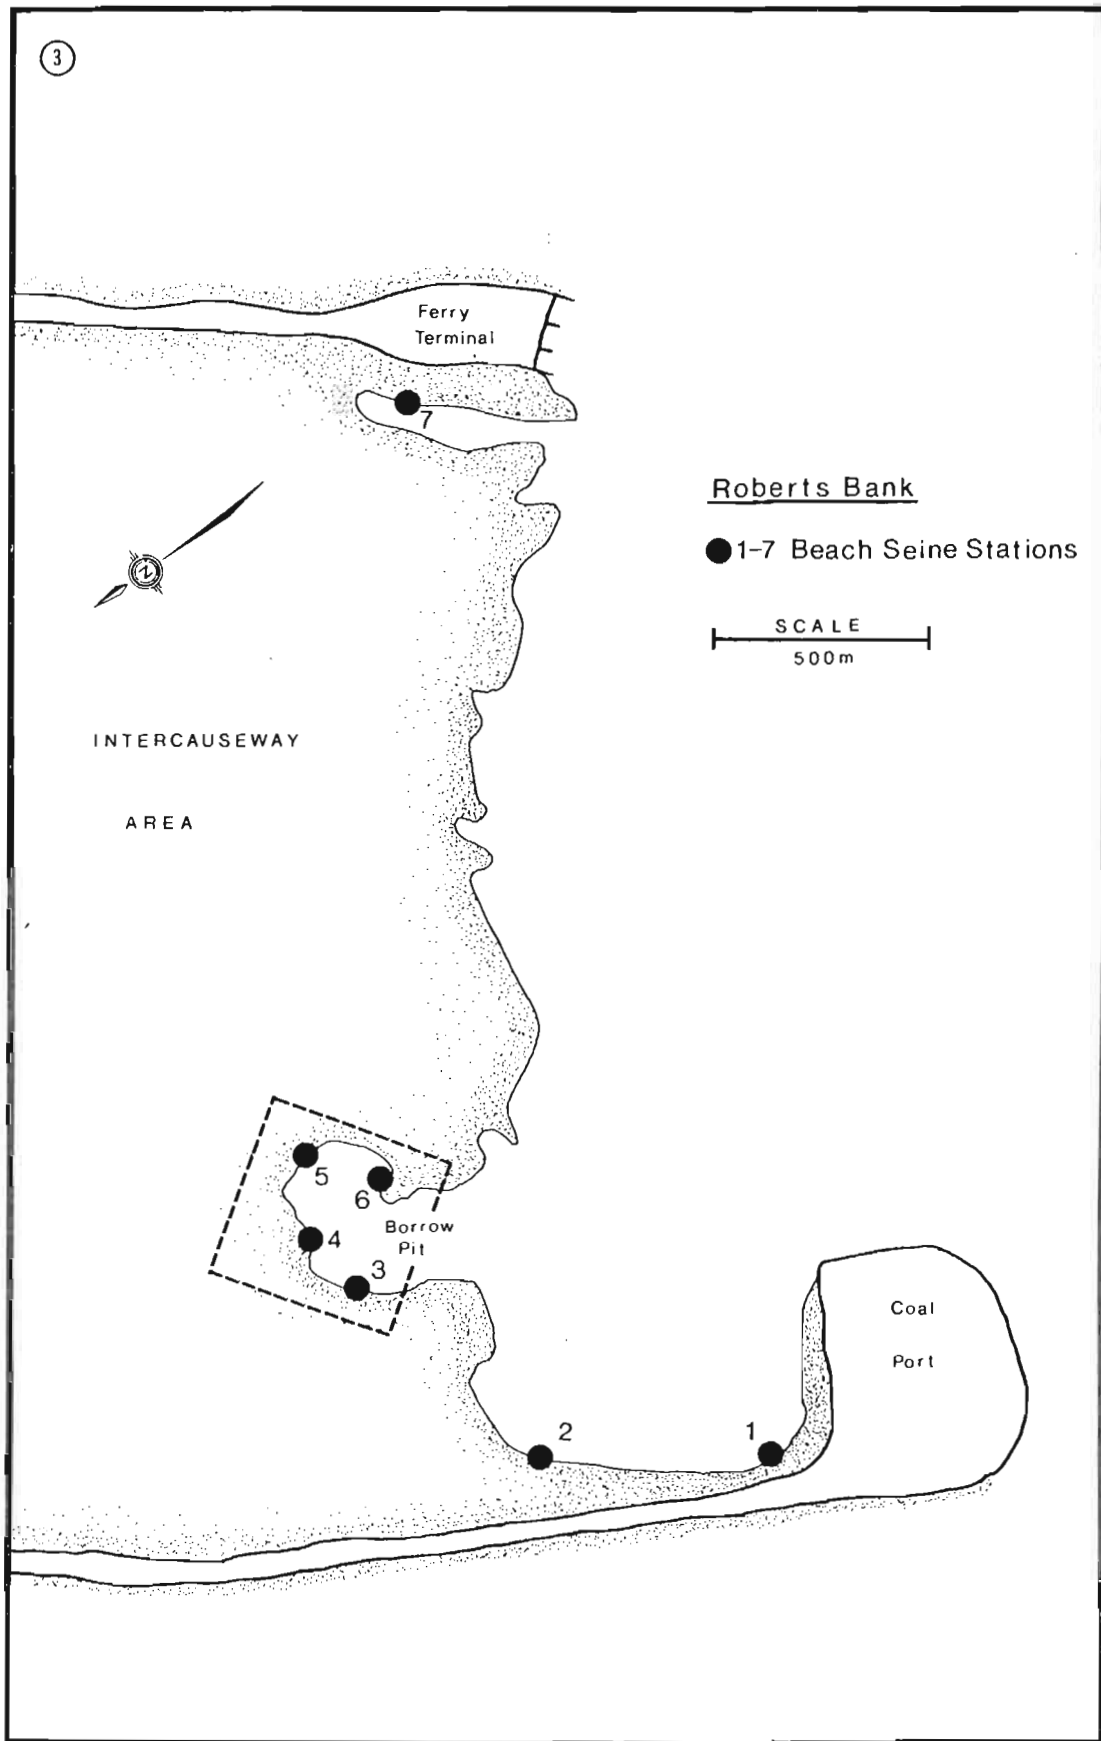 3
Ferry
Terminal
7
Roberts Bank
1-7 Beach Seine Stations
N
SCALE
500m
INTERCAUSEWAY
AREA
5
6
Borrow
Pit
4
3
Coal
Port
2
1